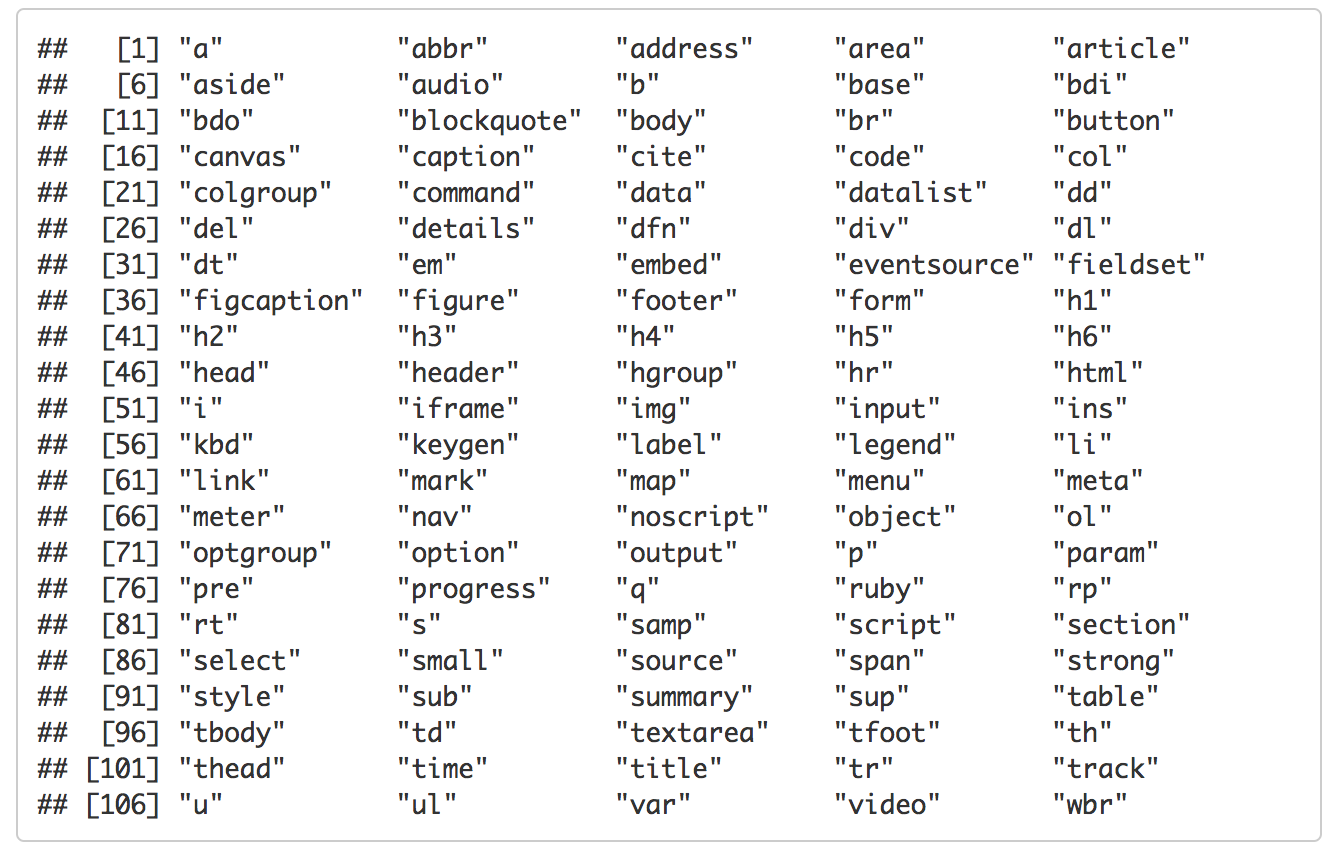 ##   [1] "a"           "abbr"        "address"     "area"        "article"
##   [6] "aside"       "audio"       "b"           "base"        "bdi"
##  [11] "bdo"         "blockquote"  "body"        "br"          "button"
##  [16] "canvas"      "caption"     "cite"        "code"        "col"
##  [21] "colgroup"    "command"     "data"        "datalist"    "dd"
##  [26] "del"         "details"     "dfn"         "div"         "dl"
##  [31] "dt"          "em"          "embed"       "eventsource" "fieldset"
##  [36] "figcaption"  "figure"      "footer"      "form"        "h1"
##  [41] "h2"          "h3"          "h4"          "h5"          "h6"
##  [46] "head"        "header"      "hgroup"      "hr"          "html"
##  [51] "i"           "iframe"      "img"         "input"       "ins"
##  [56] "kbd"         "keygen"      "label"       "legend"      "li"
##  [61] "link"        "mark"        "map"         "menu"        "meta"
##  [66] "meter"       "nav"         "noscript"    "object"      "ol"
##  [71] "optgroup"    "option"      "output"      "p"           "param"
##  [76] "pre"         "progress"    "q"           "ruby"        "rp"
##  [81] "rt"          "s"           "samp"        "script"      "section"
##  [86] "select"      "small"       "source"      "span"        "strong"
##  [91] "style"       "sub"         "summary"     "sup"         "table"
##  [96] "tbody"       "td"          "textarea"    "tfoot"       "th"
## [101] "thead"       "time"        "title"       "tr"          "track"
## [106] "u"           "ul"          "var"         "video"       "wbr"